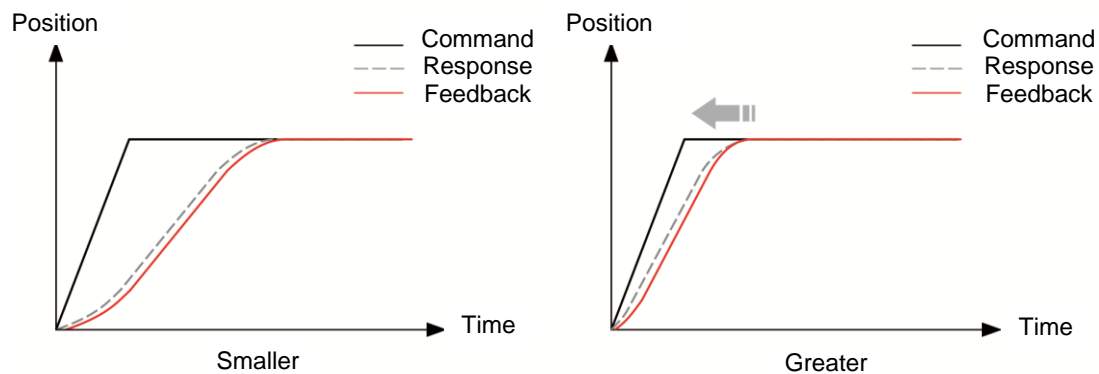 Position
Command
Response
Feedback
Time
Smaller
Position
Command
Response
Feedback
Time
Greater